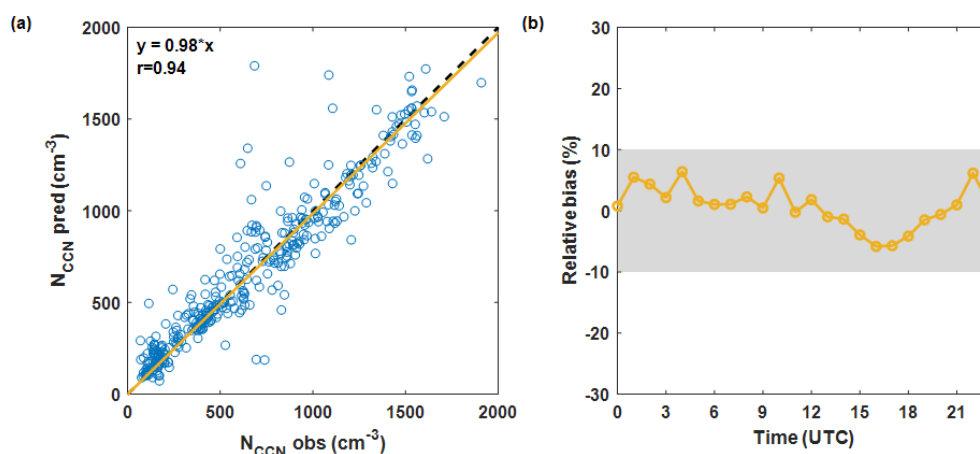 (a)
y = 0.98*x
r=0.94
2000
1500
1000
500
0
N_CCN pred (cm⁻³)
0 500 1000 1500 2000
N_CCN obs (cm⁻³)
(b)
30
20
10
0
-10
-20
-30
Relative bias (%)
0 3 6 9 12 15 18 21
Time (UTC)